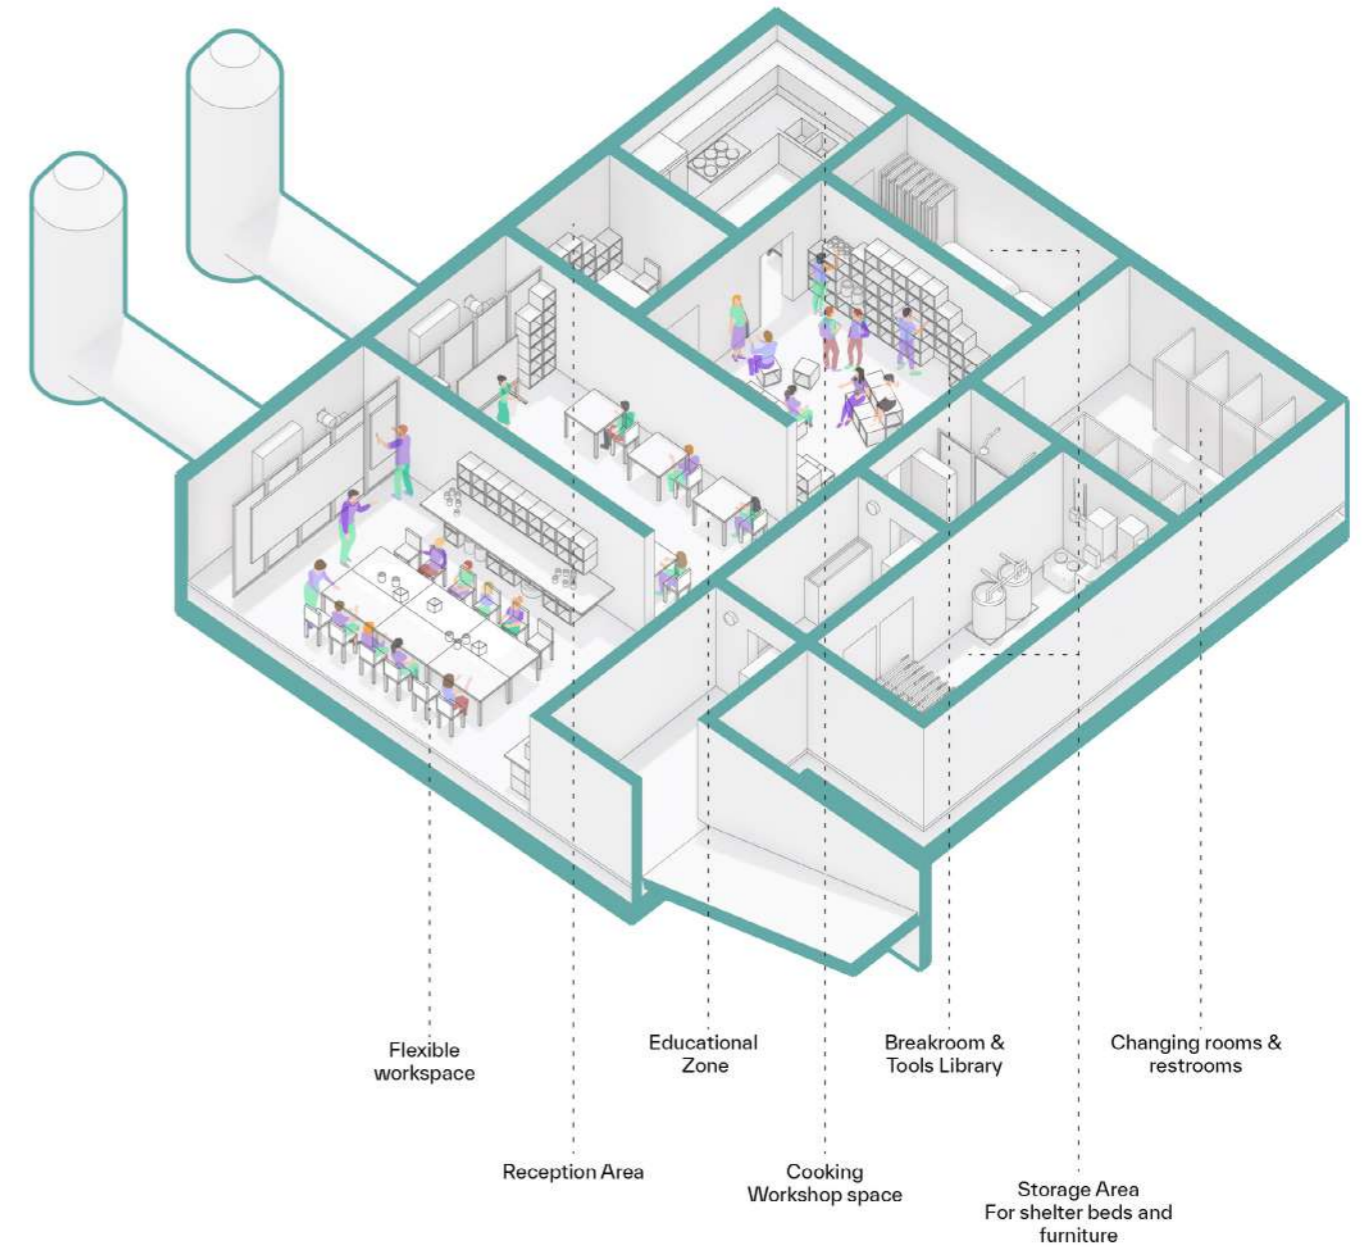 Flexible
workspace
Educational
Zone
Breakroom &
Tools Library
Changing rooms &
restrooms
Reception Area
Cooking
Workshop space
Storage Area
For shelter beds and
furniture